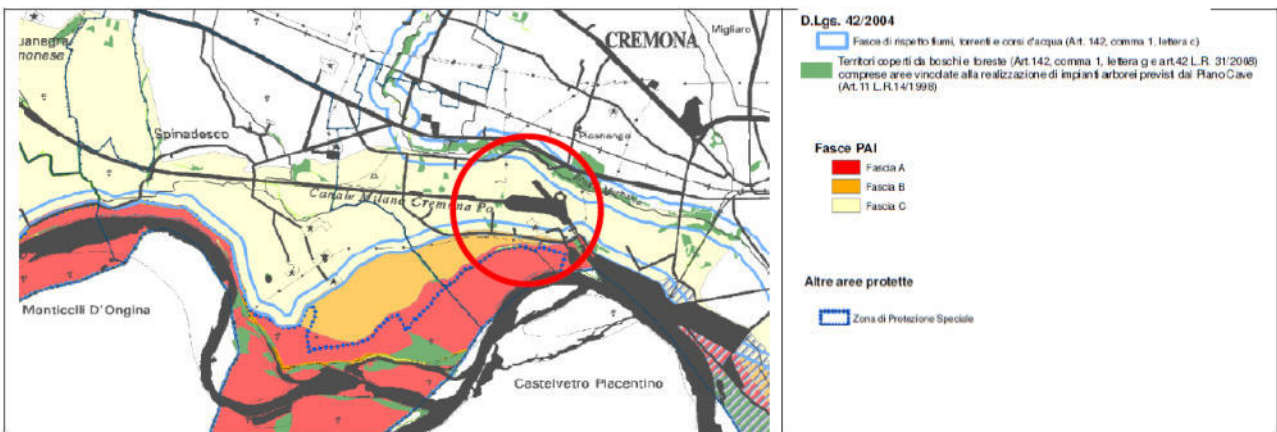 CREMONA
Migliaro
Spinadesco
Picenengo
Canale Milano Cremona Po
Monticelli D'Ongina
Castelvetro Piacentino
D.Lgs. 42/2004
Fasce di rispetto fiumi, torrenti e corsi d'acqua (Art. 142, comma 1, lettera c)
Territori coperti da boschi e foreste (Art.142, comma 1, lettera g e art.42 L.R. 31/2008)
comprese aree vincolate alla realizzazione di impianti arborei previsti dal Piano Cave
(Art.11 L.R.14/1998)
Fasce PAI
Fascia A
Fascia B
Fascia C
Altre aree protette
Zona di Protezione Speciale